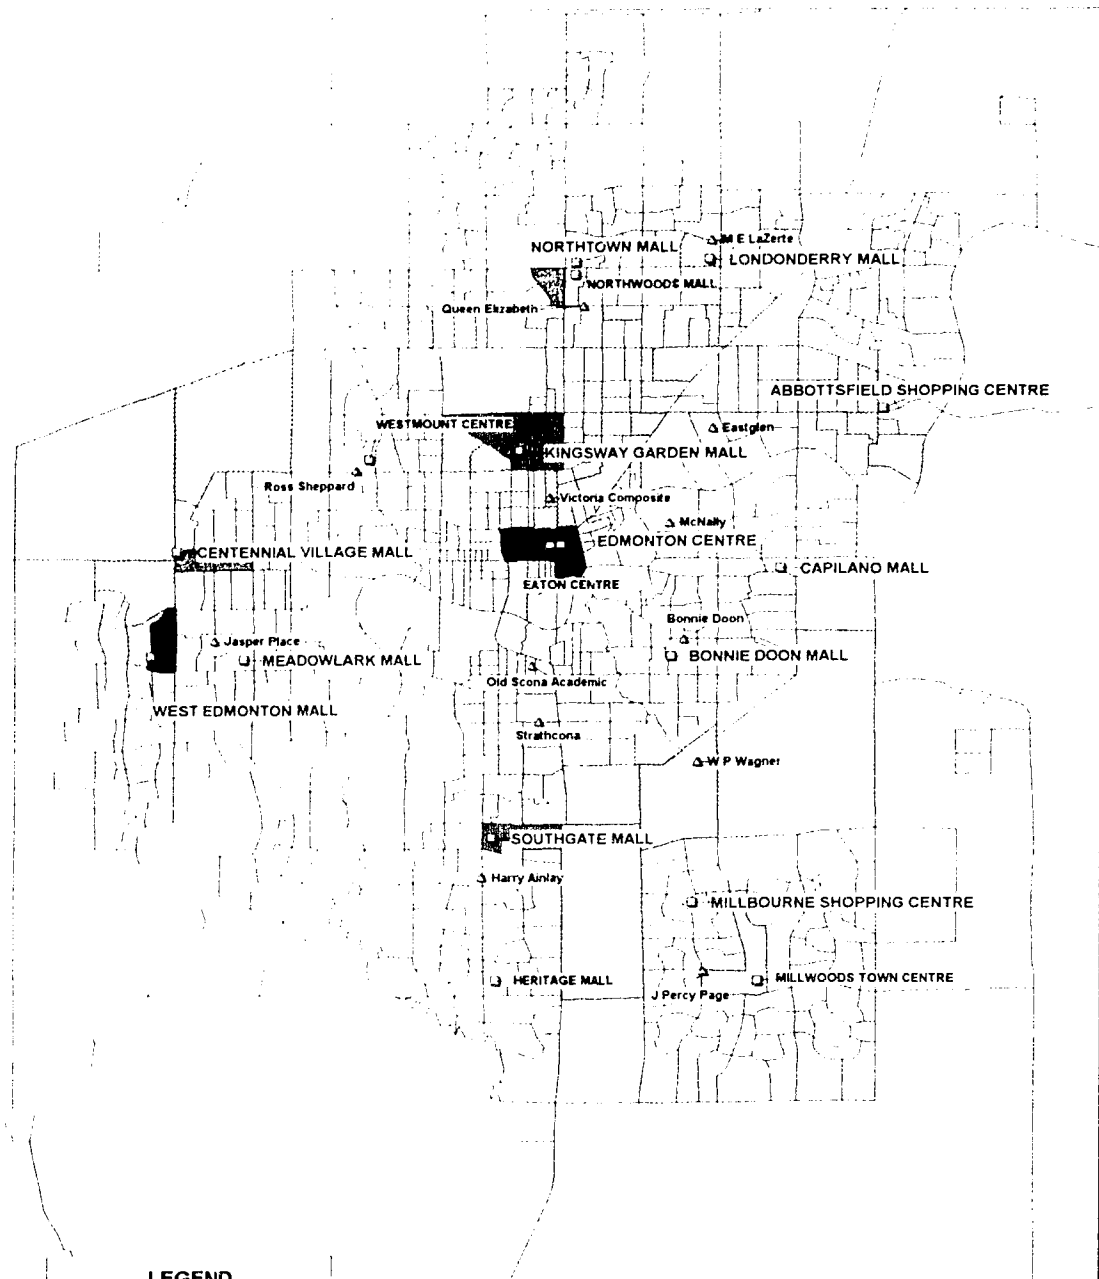 M E LaZerte
NORTHTOWN MALL
LONDONDERRY MALL
NORTHWOODS MALL
Queen Elizabeth
ABBOTTSFIELD SHOPPING CENTRE
WESTMOUNT CENTRE
Eastglen
KINGSWAY GARDEN MALL
Ross Sheppard
Victoria Composite
McNally
EDMONTON CENTRE
CENTENNIAL VILLAGE MALL
CAPILANO MALL
EATON CENTRE
Bonnie Doon
Jasper Place
BONNIE DOON MALL
MEADOWLARK MALL
Old Scona Academic
WEST EDMONTON MALL
Strathcona
W P Wagner
SOUTHGATE MALL
Harry Ainlay
MILLBOURNE SHOPPING CENTRE
HERITAGE MALL
MILLWOODS TOWN CENTRE
J Percy Page
LEGEND